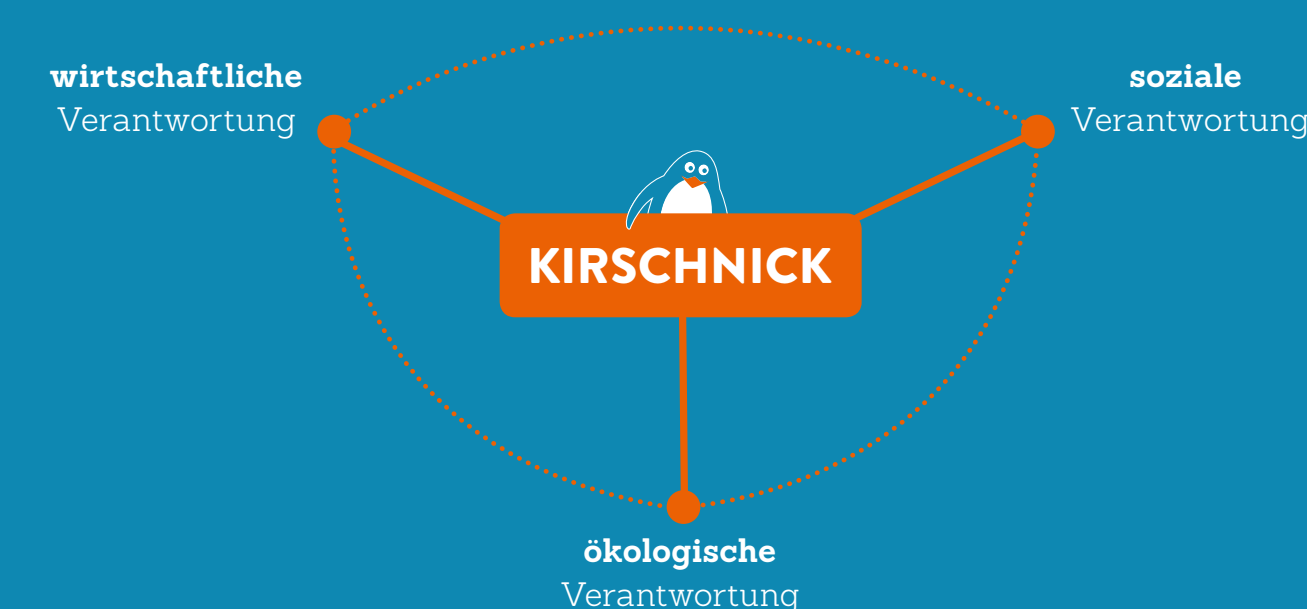 wirtschaftliche
Verantwortung
soziale
Verantwortung
KIRSCHNICK
ökologische
Verantwortung